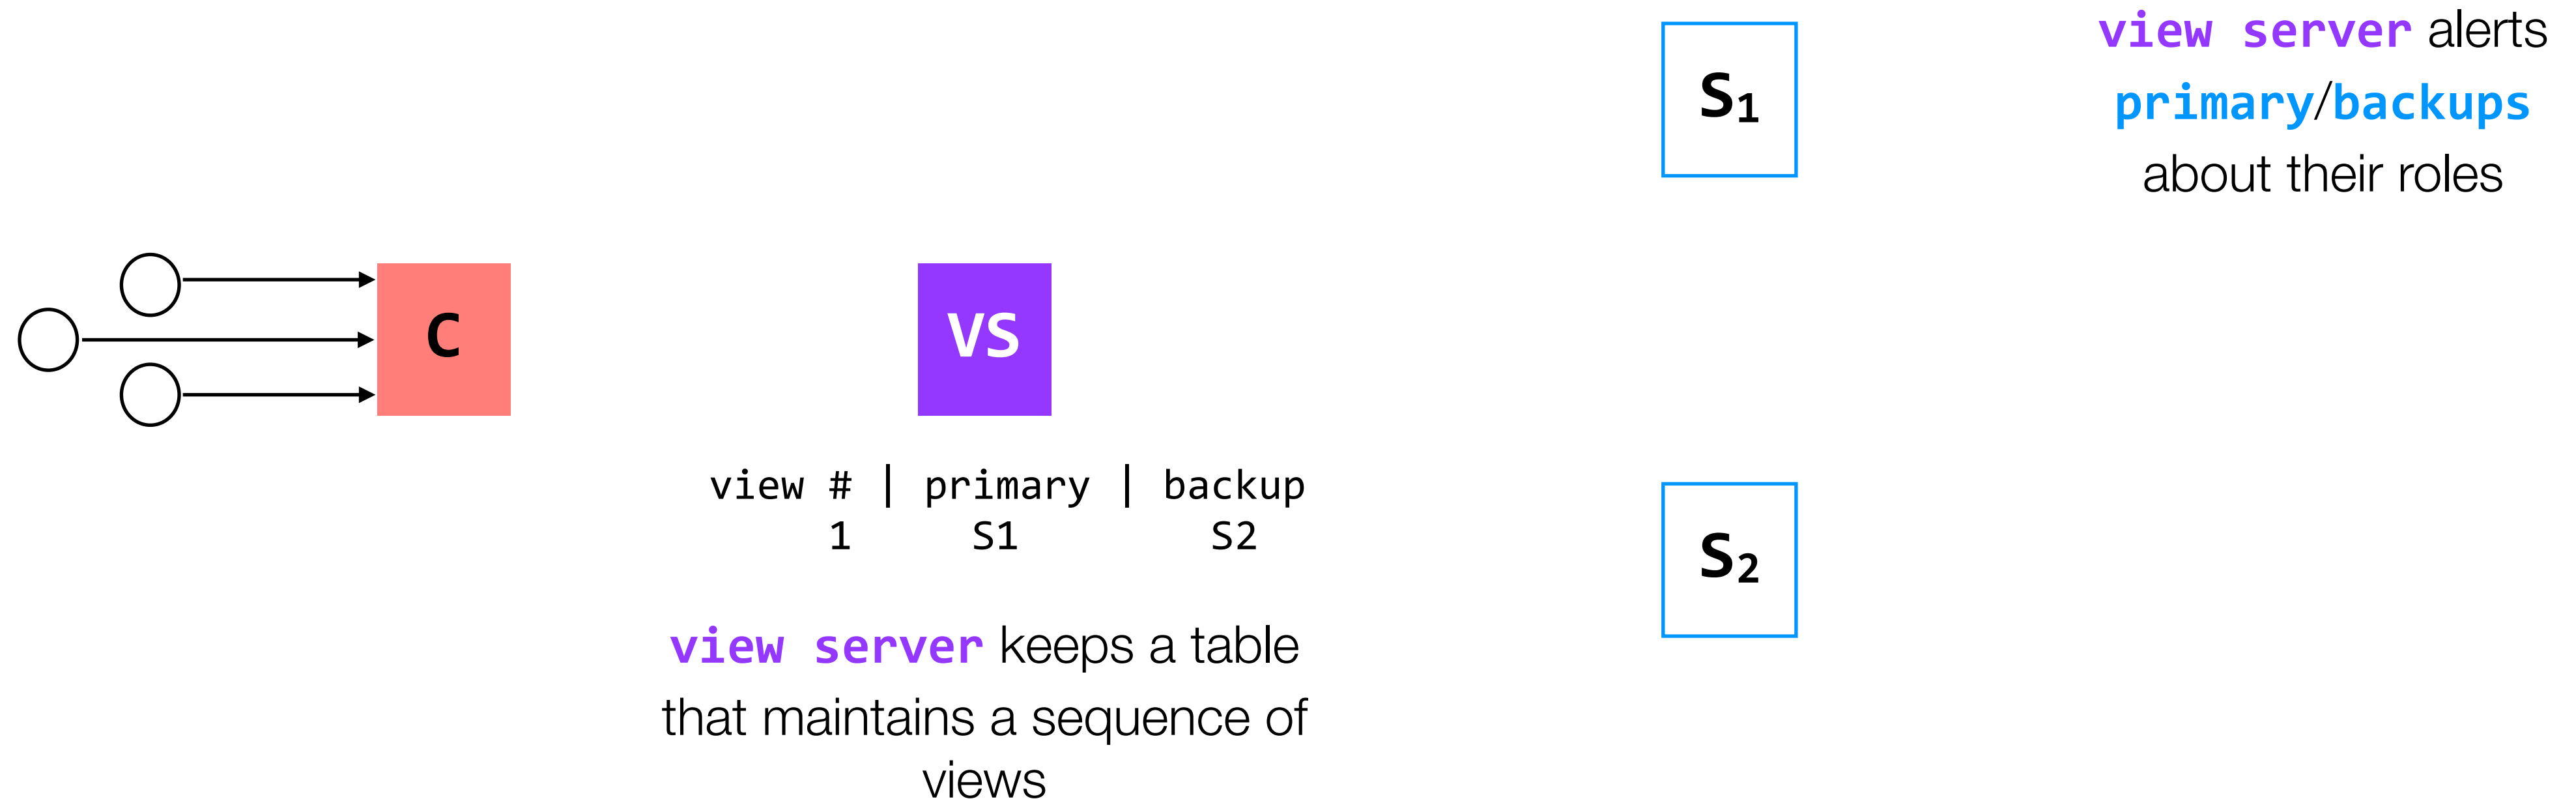 view server alerts
primary/backups
about their roles
S1
C
VS
view # | primary | backup
1 S1 S2
S2
view server keeps a table
that maintains a sequence of
views